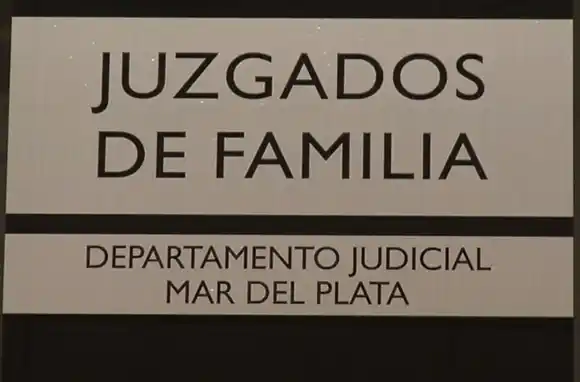 JUZGADOS
DE FAMILIA
DEPARTAMENTO JUDICIAL
MAR DEL PLATA